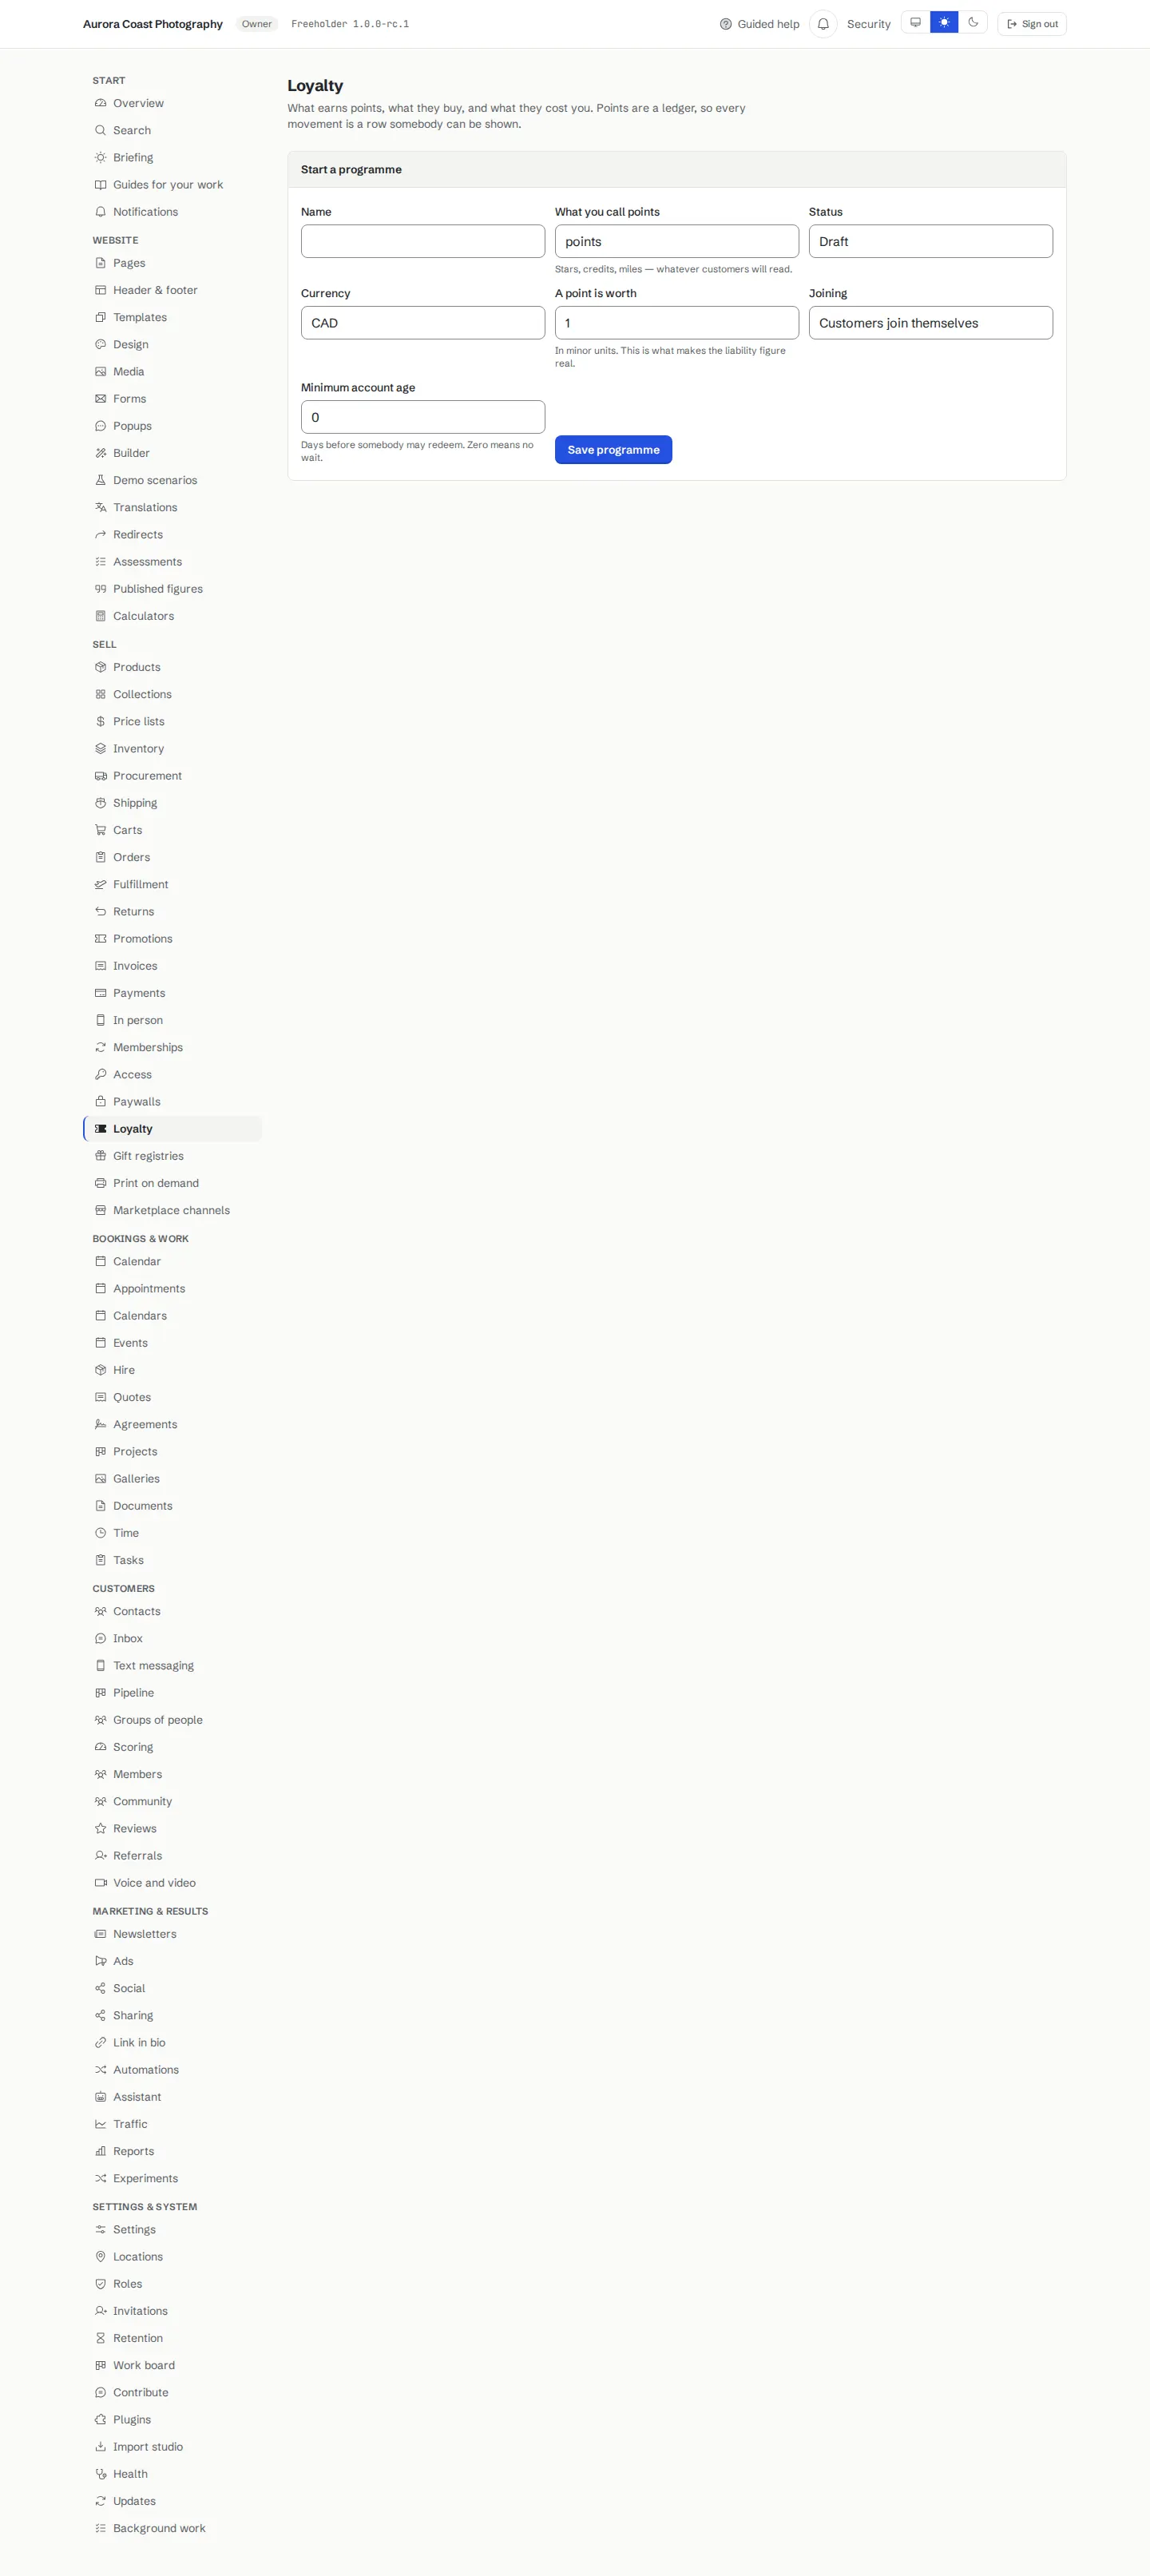 Aurora Coast Photography
Owner
Freeholder 1.0.0-rc.1
Guided help
Security
Sign out
START
Overview
Search
Briefing
Guides for your work
Notifications
WEBSITE
Pages
Header & footer
Templates
Design
Media
Forms
Popups
Builder
Demo scenarios
Translations
Redirects
Assessments
Published figures
Calculators
SELL
Products
Collections
Price lists
Inventory
Procurement
Shipping
Carts
Orders
Fulfillment
Returns
Promotions
Invoices
Payments
In person
Memberships
Access
Paywalls
Loyalty
Gift registries
Print on demand
Marketplace channels
BOOKINGS & WORK
Calendar
Appointments
Calendars
Events
Hire
Quotes
Agreements
Projects
Galleries
Documents
Time
Tasks
CUSTOMERS
Contacts
Inbox
Text messaging
Pipeline
Groups of people
Scoring
Members
Community
Reviews
Referrals
Voice and video
MARKETING & RESULTS
Newsletters
Ads
Social
Sharing
Link in bio
Automations
Assistant
Traffic
Reports
Experiments
SETTINGS & SYSTEM
Settings
Locations
Roles
Invitations
Retention
Work board
Contribute
Plugins
Import studio
Health
Updates
Background work
Loyalty
What earns points, what they buy, and what they cost you. Points are a ledger, so every
movement is a row somebody can be shown.
Start a programme
Name
What you call points
points
Stars, credits, miles — whatever customers will read.
Status
Draft
Currency
CAD
A point is worth
1
In minor units. This is what makes the liability figure
real.
Joining
Customers join themselves
Minimum account age
0
Days before somebody may redeem. Zero means no
wait.
Save programme